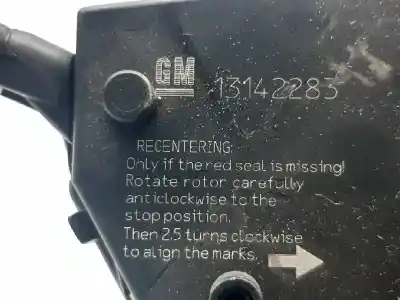 GM 13142283
RECENTERING:
Only if the red seal is missing!
Rotate rotor carefully
anticlockwise to the
stop position.
Then 2.5 turns clockwise
to align the marks.